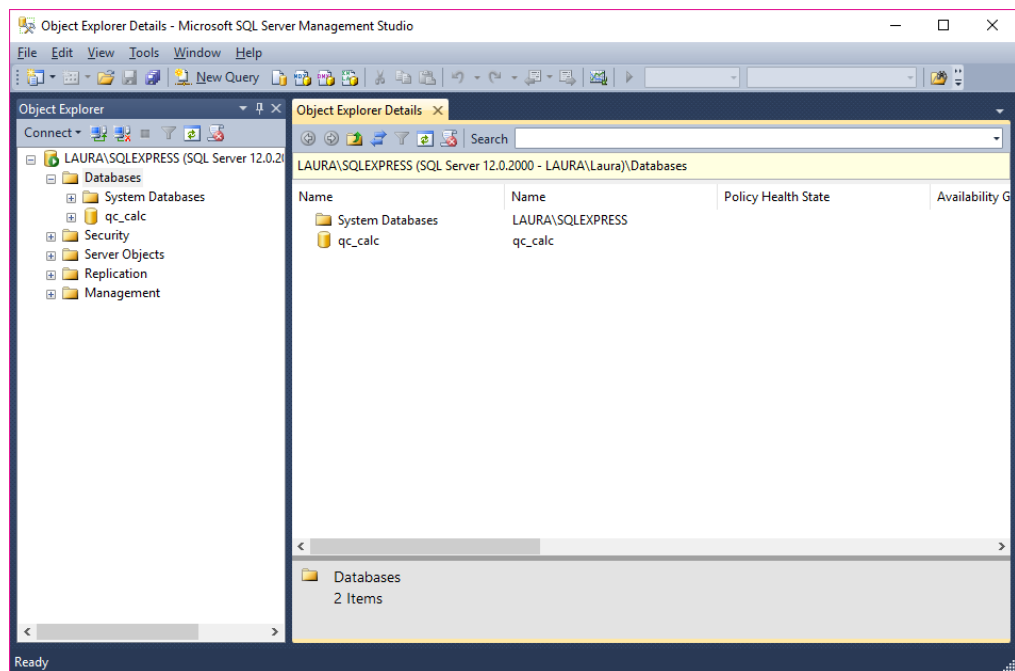 Object Explorer Details - Microsoft SQL Server Management Studio
File Edit View Tools Window Help
New Query
Object Explorer
Connect
LAURA\SQLEXPRESS (SQL Server 12.0.20
Databases
System Databases
qc_calc
Security
Server Objects
Replication
Management
Object Explorer Details
Search
LAURA\SQLEXPRESS (SQL Server 12.0.2000 - LAURA\Laura)\Databases
Name Name Policy Health State Availability G
System Databases LAURA\SQLEXPRESS
qc_calc qc_calc
Databases
2 Items
Ready